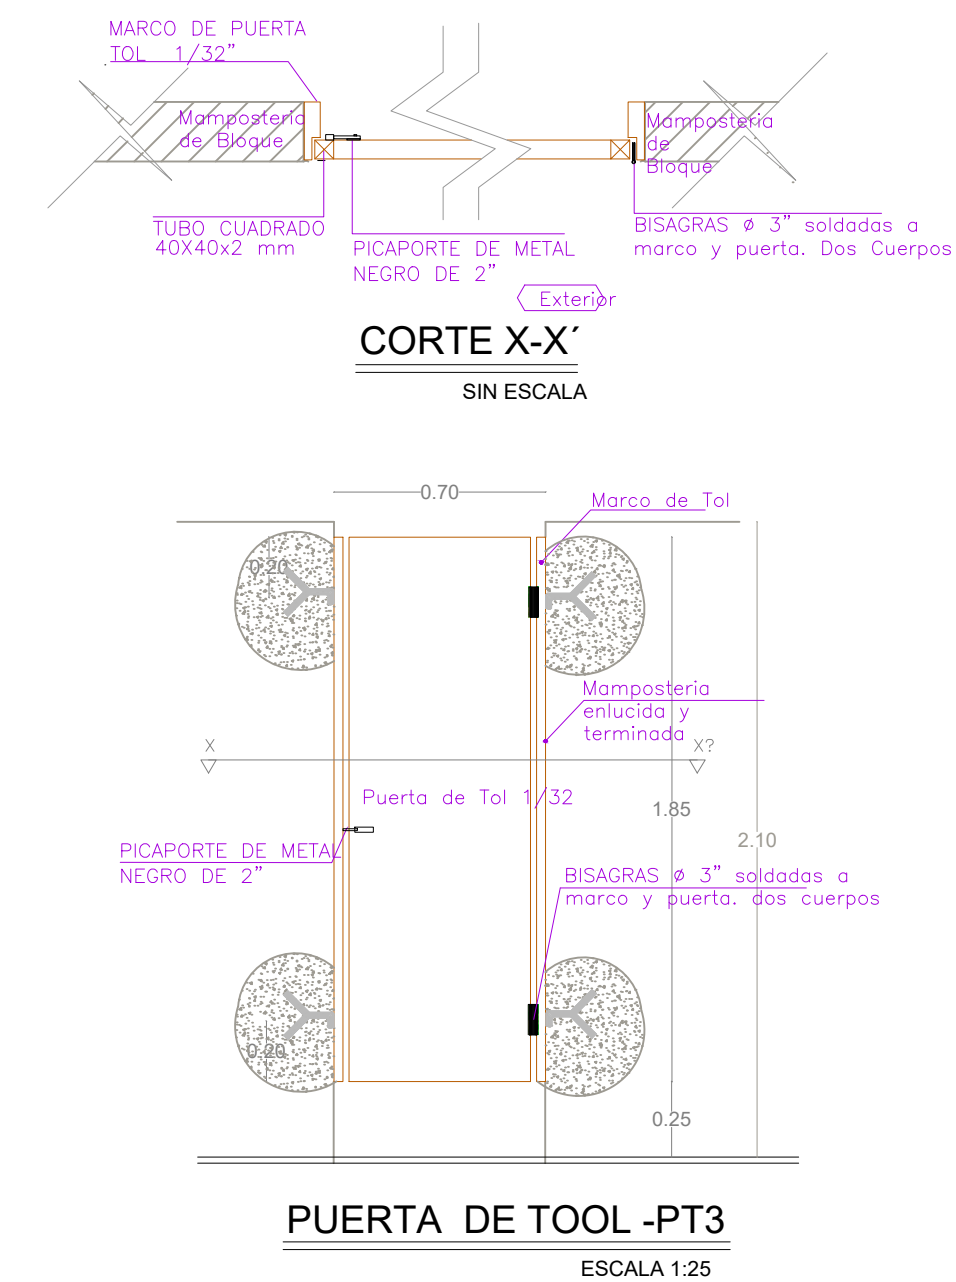 MARCO DE PUERTA
TOL 1/32"
Mamposteria
de Bloque
Mamposteria
de
Bloque
TUBO CUADRADO
40X40x2 mm
PICAPORTE DE METAL
NEGRO DE 2"
BISAGRAS ø 3" soldadas a
marco y puerta. Dos Cuerpos
Exterior
CORTE X-X´
SIN ESCALA
0.70
Marco de Tol
0.20
Mamposteria
enlucida y
terminada
X
X?
Puerta de Tol 1/32
1.85
2.10
PICAPORTE DE METAL
NEGRO DE 2"
BISAGRAS ø 3" soldadas a
marco y puerta. dos cuerpos
0.20
0.25
PUERTA DE TOOL -PT3
ESCALA 1:25